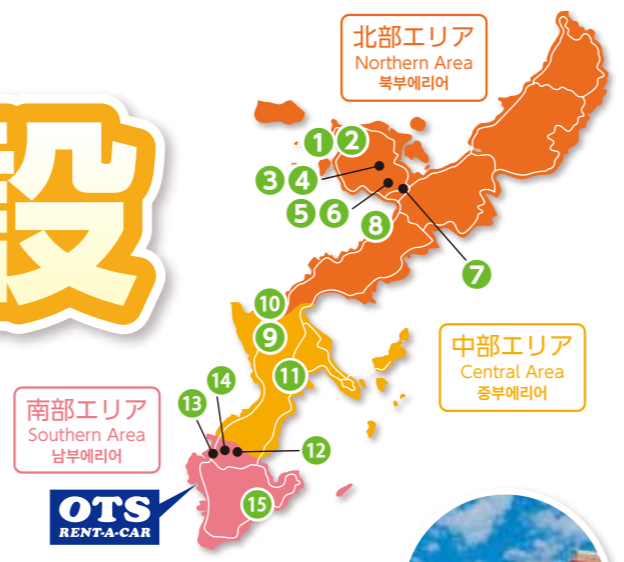 北部エリア
Northern Area
북부에리어
設
1 2
3 4
5 6
8
7
10
9
11
中部エリア
Central Area
중부에리어
14
13
12
南部エリア
Southern Area
남부에리어
OTS
RENT-A-CAR
15